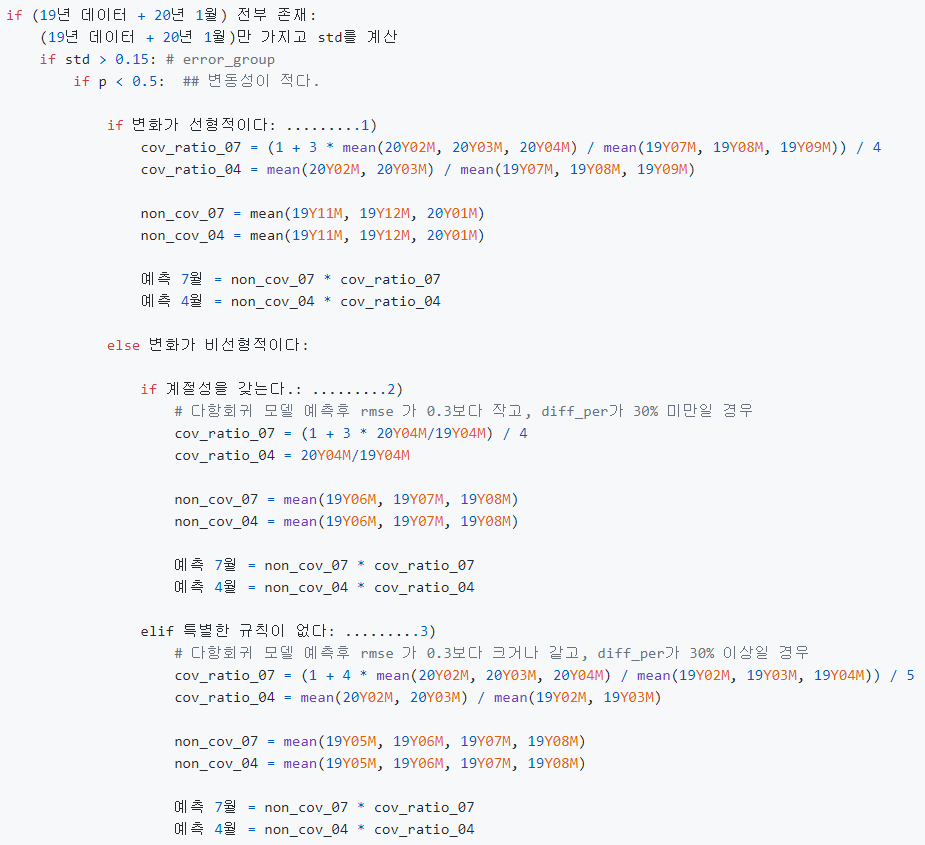 if (19년 데이터 + 20년 1월) 전부 존재:
(19년 데이터 + 20년 1월)만 가지고 std를 계산
if std > 0.15: # error_group
if p < 0.5: ## 변동성이 적다.
if 변화가 선형적이다: .........1)
cov_ratio_07 = (1 + 3 * mean(20Y02M, 20Y03M, 20Y04M) / mean(19Y07M, 19Y08M, 19Y09M)) / 4
cov_ratio_04 = mean(20Y02M, 20Y03M) / mean(19Y07M, 19Y08M, 19Y09M)
non_cov_07 = mean(19Y11M, 19Y12M, 20Y01M)
non_cov_04 = mean(19Y11M, 19Y12M, 20Y01M)
예측 7월 = non_cov_07 * cov_ratio_07
예측 4월 = non_cov_04 * cov_ratio_04
else 변화가 비선형적이다:
if 계절성을 갖는다.: .........2)
# 다항회귀 모델 예측후 rmse 가 0.3보다 작고, diff_per가 30% 미만일 경우
cov_ratio_07 = (1 + 3 * 20Y04M/19Y04M) / 4
cov_ratio_04 = 20Y04M/19Y04M
non_cov_07 = mean(19Y06M, 19Y07M, 19Y08M)
non_cov_04 = mean(19Y06M, 19Y07M, 19Y08M)
예측 7월 = non_cov_07 * cov_ratio_07
예측 4월 = non_cov_04 * cov_ratio_04
elif 특별한 규칙이 없다: .........3)
# 다항회귀 모델 예측후 rmse 가 0.3보다 크거나 같고, diff_per가 30% 이상일 경우
cov_ratio_07 = (1 + 4 * mean(20Y02M, 20Y03M, 20Y04M) / mean(19Y02M, 19Y03M, 19Y04M)) / 5
cov_ratio_04 = mean(20Y02M, 20Y03M) / mean(19Y02M, 19Y03M)
non_cov_07 = mean(19Y05M, 19Y06M, 19Y07M, 19Y08M)
non_cov_04 = mean(19Y05M, 19Y06M, 19Y07M, 19Y08M)
예측 7월 = non_cov_07 * cov_ratio_07
예측 4월 = non_cov_04 * cov_ratio_04